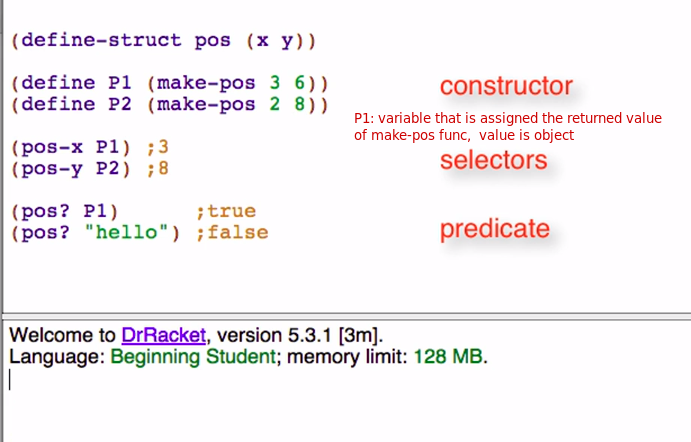 (define-struct pos (x y))
(define P1 (make-pos 3 6))
(define P2 (make-pos 2 8))
constructor
P1: variable that is assigned the returned value
of make-pos func,  value is object
(pos-x P1) ;3
(pos-y P2) ;8
selectors
(pos? P1)       ;true
(pos? "hello") ;false
predicate
Welcome to DrRacket, version 5.3.1 [3m].
Language: Beginning Student; memory limit: 128 MB.